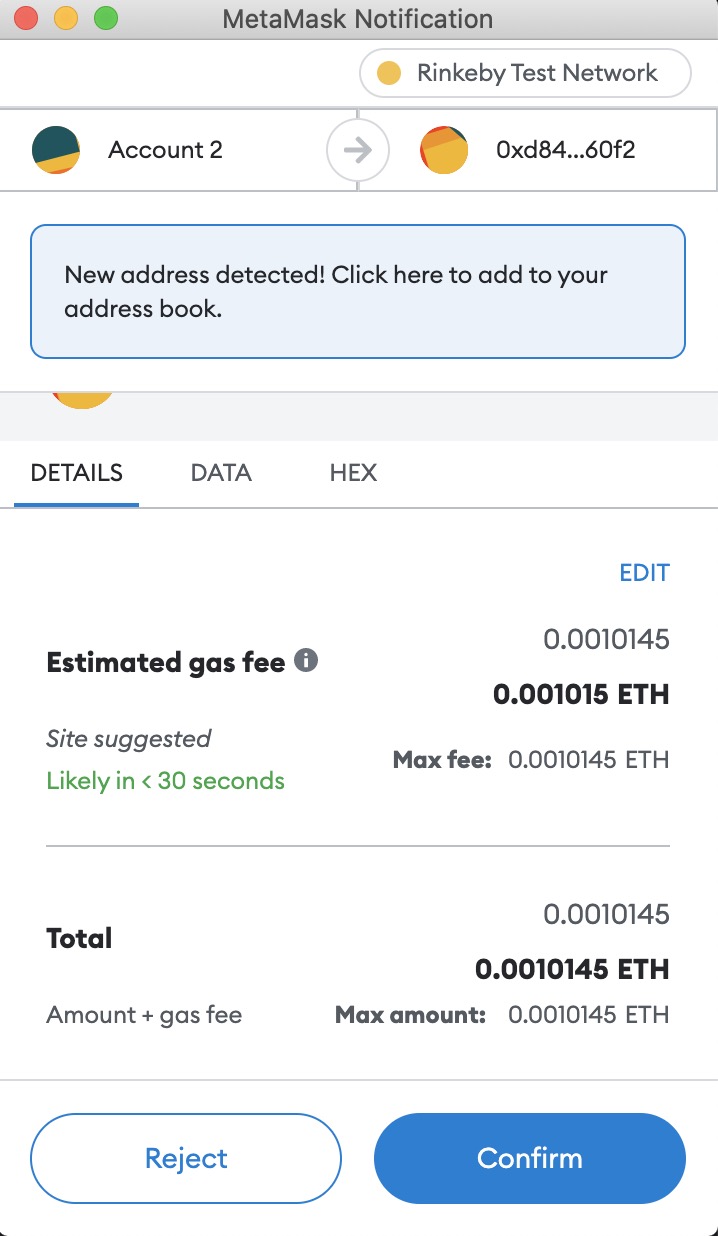 MetaMask Notification
Rinkeby Test Network
Account 2
0xd84...60f2
New address detected! Click here to add to your
address book.
DETAILS DATA HEX
EDIT
0.0010145
Estimated gas fee
0.001015 ETH
Site suggested
Max fee: 0.0010145 ETH
Likely in < 30 seconds
0.0010145
Total
0.0010145 ETH
Amount + gas fee
Max amount: 0.0010145 ETH
Reject
Confirm